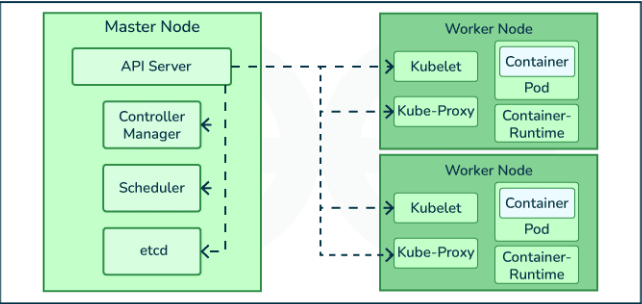 Master Node
API Server
Controller
Manager
Scheduler
etcd
Worker Node
Kubelet
Kube-Proxy
Container
Pod
Container-
Runtime
Worker Node
Kubelet
Kube-Proxy
Container
Pod
Container-
Runtime